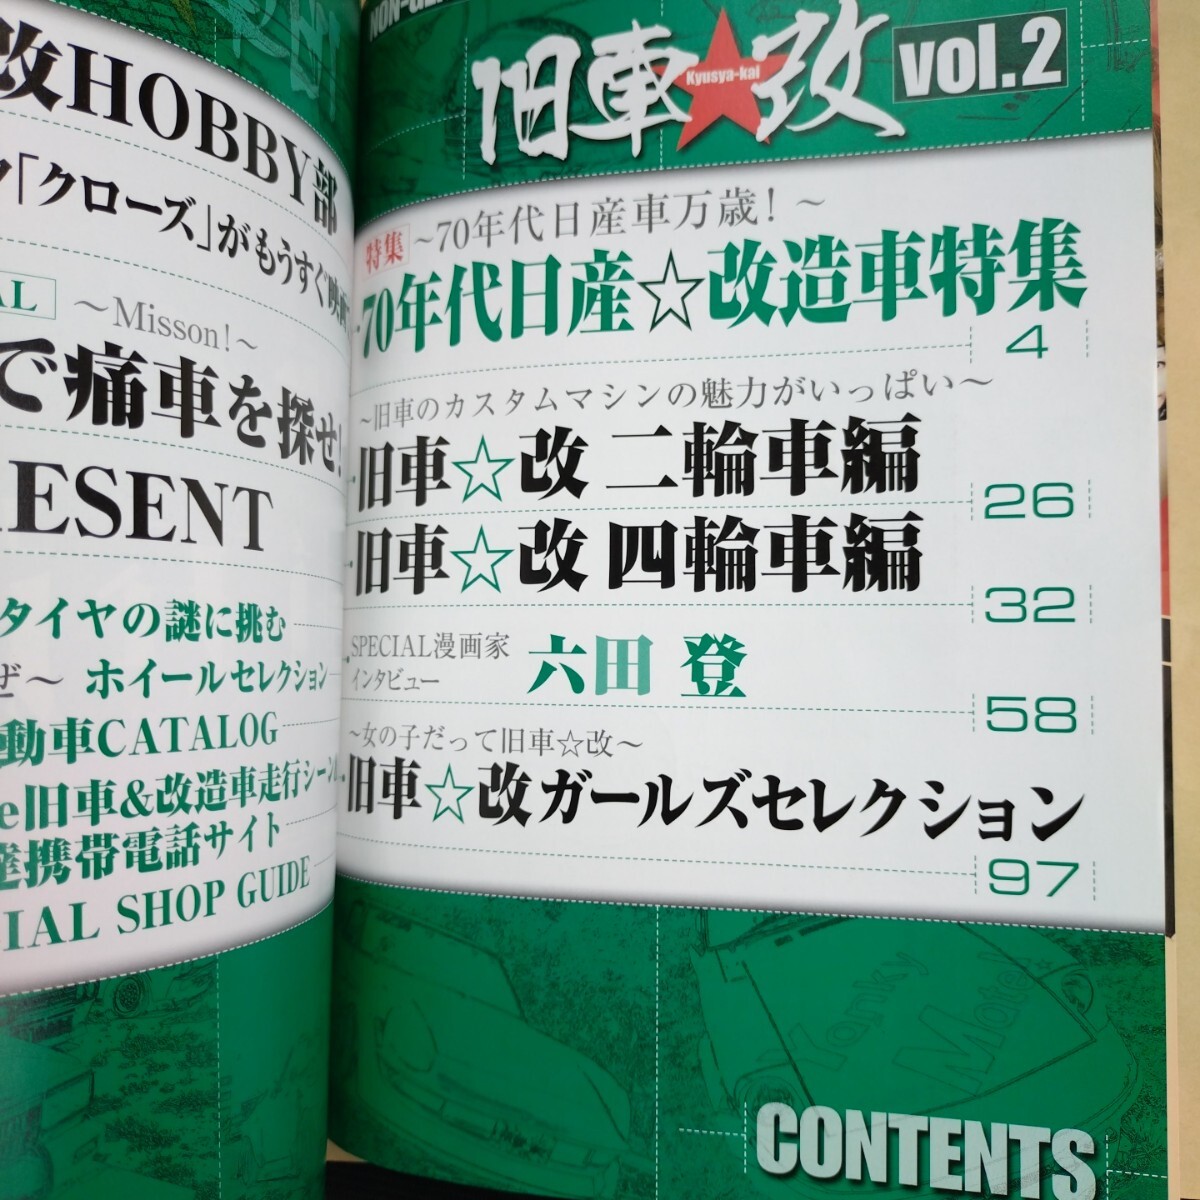 改HOBBY部
「クローズ」がもうすぐ映画
～Misson!～
で痛車を探せ!
タイヤの謎に挑む
ぜ～ ホイールセレクション
動車CATALOG
旧車&改造車走行シーン
携帯電話サイト
SHOP GUIDE
旧車★改 vol.2
Kyusya-kai
特集 ～70年代日産車万歳!～
70年代日産☆改造車特集
4
～旧車のカスタムマシンの魅力がいっぱい～
旧車☆改 二輪車編
26
旧車☆改 四輪車編
32
SPECIAL漫画家
インタビュー
六田 登
58
～女の子だって旧車☆改～
旧車☆改ガールズセレクション
97
Yanky
Mate
CONTENTS